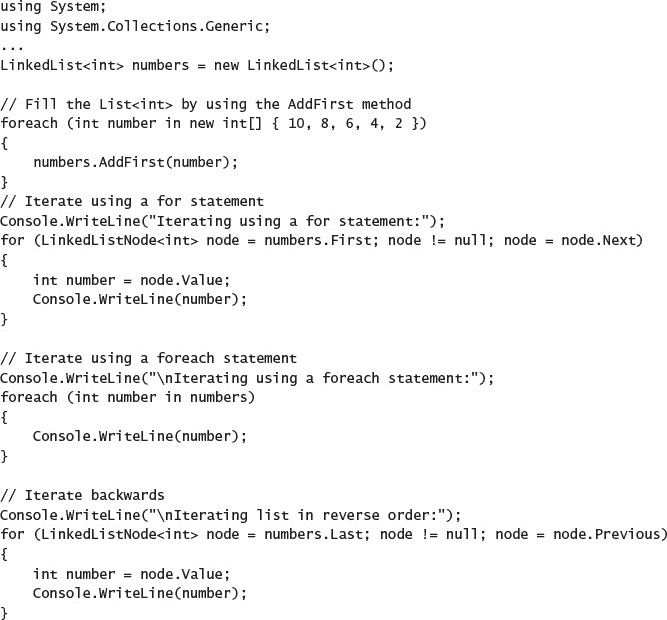 using System;
using System.Collections.Generic;
...
LinkedList<int> numbers = new LinkedList<int>();

// Fill the List<int> by using the AddFirst method
foreach (int number in new int[] { 10, 8, 6, 4, 2 })
{
    numbers.AddFirst(number);
}
// Iterate using a for statement
Console.WriteLine("Iterating using a for statement:");
for (LinkedListNode<int> node = numbers.First; node != null; node = node.Next)
{
    int number = node.Value;
    Console.WriteLine(number);
}

// Iterate using a foreach statement
Console.WriteLine("\nIterating using a foreach statement:");
foreach (int number in numbers)
{
    Console.WriteLine(number);
}

// Iterate backwards
Console.WriteLine("\nIterating list in reverse order:");
for (LinkedListNode<int> node = numbers.Last; node != null; node = node.Previous)
{
    int number = node.Value;
    Console.WriteLine(number);
}